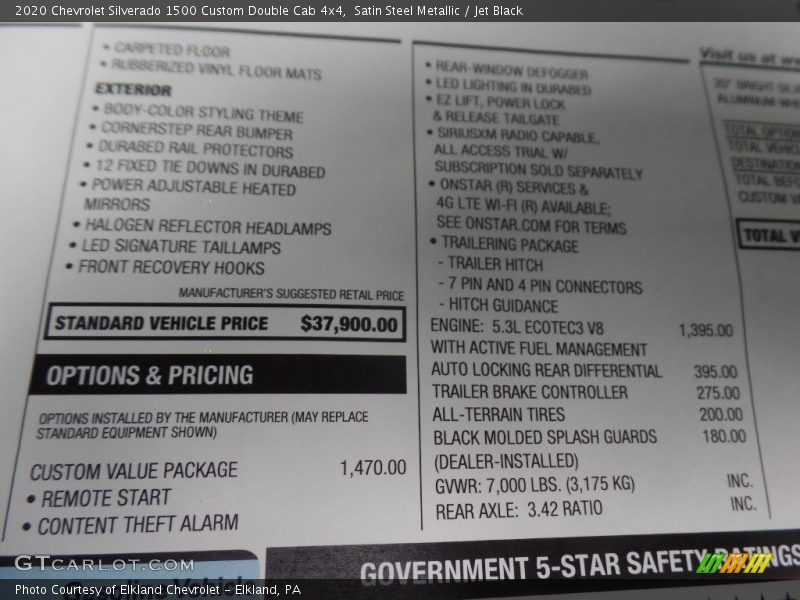 2020 Chevrolet Silverado 1500 Custom Double Cab 4x4,  Satin Steel Metallic / Jet Black
• CARPETED FLOOR
• RUBBERIZED VINYL FLOOR MATS
EXTERIOR
• BODY-COLOR STYLING THEME
• CORNERSTEP REAR BUMPER
• DURABED RAIL PROTECTORS
• 12 FIXED TIE DOWNS IN DURABED
• POWER ADJUSTABLE HEATED
MIRRORS
• HALOGEN REFLECTOR HEADLAMPS
• LED SIGNATURE TAILLAMPS
• FRONT RECOVERY HOOKS
MANUFACTURER'S SUGGESTED RETAIL PRICE
STANDARD VEHICLE PRICE $37,900.00
OPTIONS & PRICING
OPTIONS INSTALLED BY THE MANUFACTURER (MAY REPLACE
STANDARD EQUIPMENT SHOWN)
CUSTOM VALUE PACKAGE 1,470.00
• REMOTE START
• CONTENT THEFT ALARM
• REAR-WINDOW DEFOGGER
• LED LIGHTING IN DURABED
• EZ LIFT, POWER LOCK
& RELEASE TAILGATE
• SIRIUSXM RADIO CAPABLE,
ALL ACCESS TRIAL W/
SUBSCRIPTION SOLD SEPARATELY
• ONSTAR (R) SERVICES &
4G LTE WI-FI (R) AVAILABLE;
SEE ONSTAR.COM FOR TERMS
• TRAILERING PACKAGE
- TRAILER HITCH
- 7 PIN AND 4 PIN CONNECTORS
- HITCH GUIDANCE
ENGINE: 5.3L ECOTEC3 V8 1,395.00
WITH ACTIVE FUEL MANAGEMENT
AUTO LOCKING REAR DIFFERENTIAL 395.00
TRAILER BRAKE CONTROLLER 275.00
ALL-TERRAIN TIRES 200.00
BLACK MOLDED SPLASH GUARDS 180.00
(DEALER-INSTALLED)
GVWR: 7,000 LBS. (3,175 KG) INC.
REAR AXLE: 3.42 RATIO INC.
Visit us at
20" BRIGHT
ALUMINUM
TOTAL
TOTAL
DESTINATION
TOTAL
CUSTOM
TOTAL
GOVERNMENT 5-STAR SAFETY RATINGS
GTCARLOT.COM
Photo Courtesy of Elkland Chevrolet - Elkland, PA